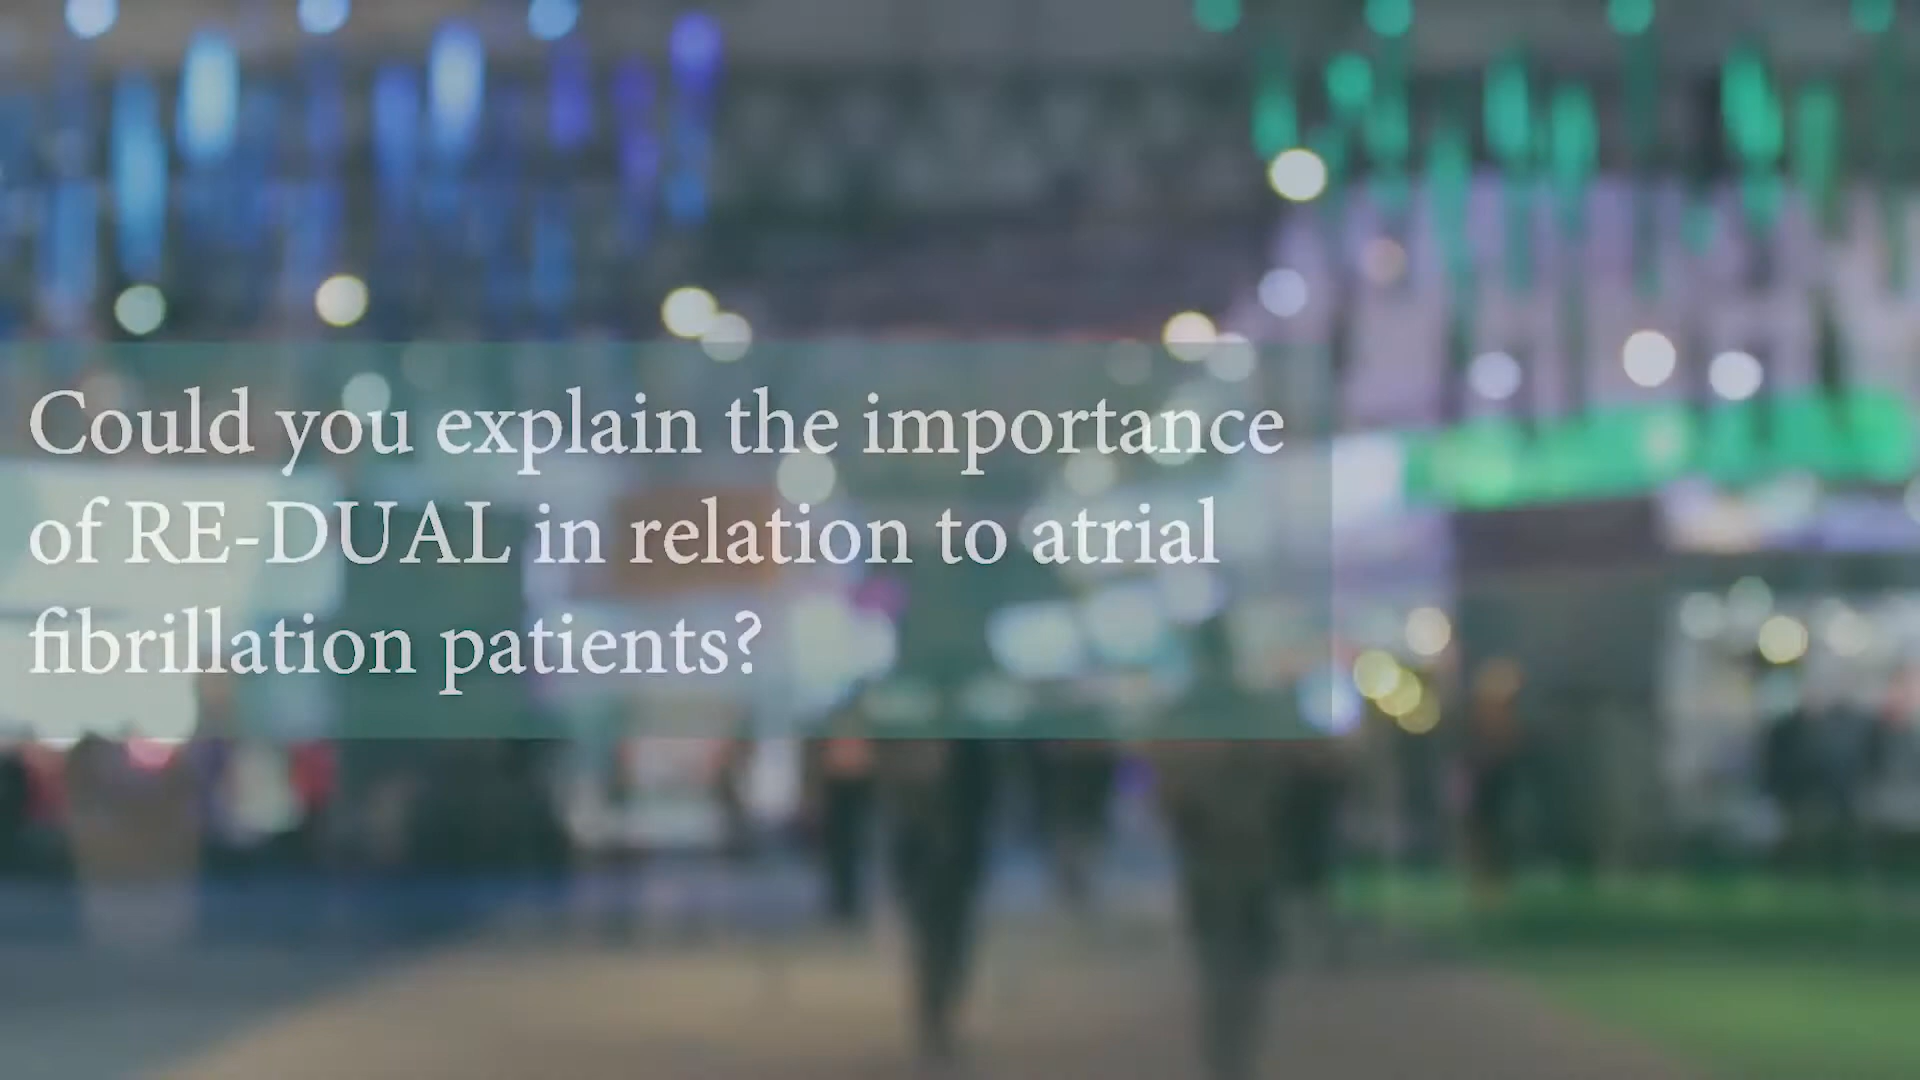 Could you explain the importance
of RE-DUAL in relation to atrial
fibrillation patients?